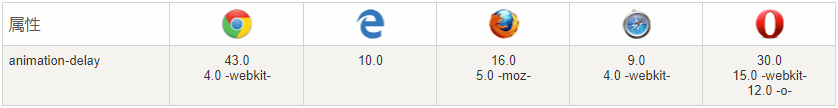 属性
animation-delay
43.0
4.0 -webkit-
10.0
16.0
5.0 -moz-
9.0
4.0 -webkit-
30.0
15.0 -webkit-
12.0 -o-